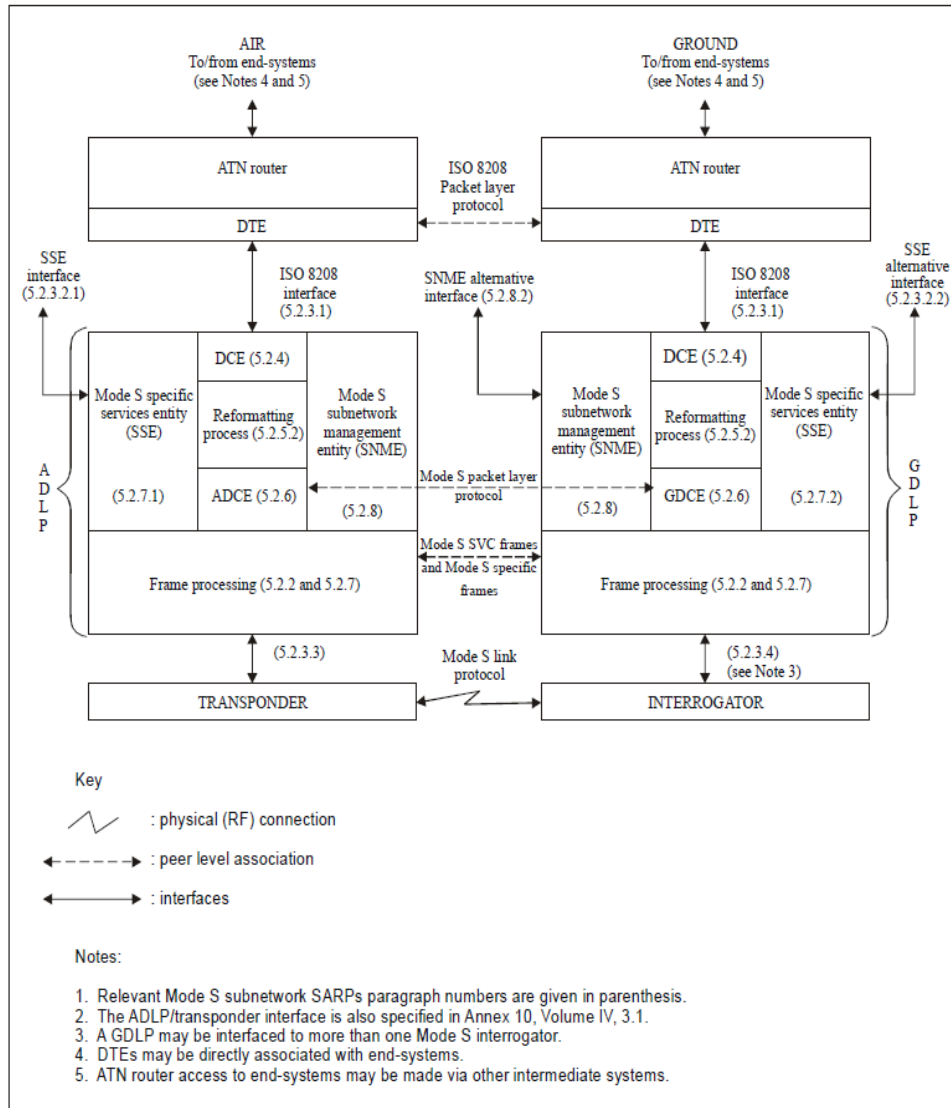 AIR
To/from end-systems
(see Notes 4 and 5)
GROUND
To/from end-systems
(see Notes 4 and 5)
ATN router
DTE
ISO 8208
Packet layer
protocol
ATN router
DTE
SSE
interface
(5.2.3.2.1)
ISO 8208
interface
(5.2.3.1)
SNME alternative
interface (5.2.8.2)
ISO 8208
interface
(5.2.3.1)
SSE
alternative
interface
(5.2.3.2.2)
A
D
L
P
Mode S specific
services entity
(SSE)
(5.2.7.1)
DCE (5.2.4)
Reformatting
process (5.2.5.2)
ADCE (5.2.6)
Mode S
subnetwork
management
entity (SNME)
(5.2.8)
Frame processing (5.2.2 and 5.2.7)
Mode S packet layer
protocol
Mode S SVC frames
and Mode S specific
frames
Mode S
subnetwork
management
entity (SNME)
(5.2.8)
DCE (5.2.4)
Reformatting
process (5.2.5.2)
GDCE (5.2.6)
Mode S specific
services entity
(SSE)
(5.2.7.2)
Frame processing (5.2.2 and 5.2.7)
G
D
L
P
(5.2.3.3)
Mode S link
protocol
(5.2.3.4)
(see Note 3)
TRANSPONDER
INTERROGATOR
Key
: physical (RF) connection
: peer level association
: interfaces
Notes:
1. Relevant Mode S subnetwork SARPs paragraph numbers are given in parenthesis.
2. The ADLP/transponder interface is also specified in Annex 10, Volume IV, 3.1.
3. A GDLP may be interfaced to more than one Mode S interrogator.
4. DTEs may be directly associated with end-systems.
5. ATN router access to end-systems may be made via other intermediate systems.